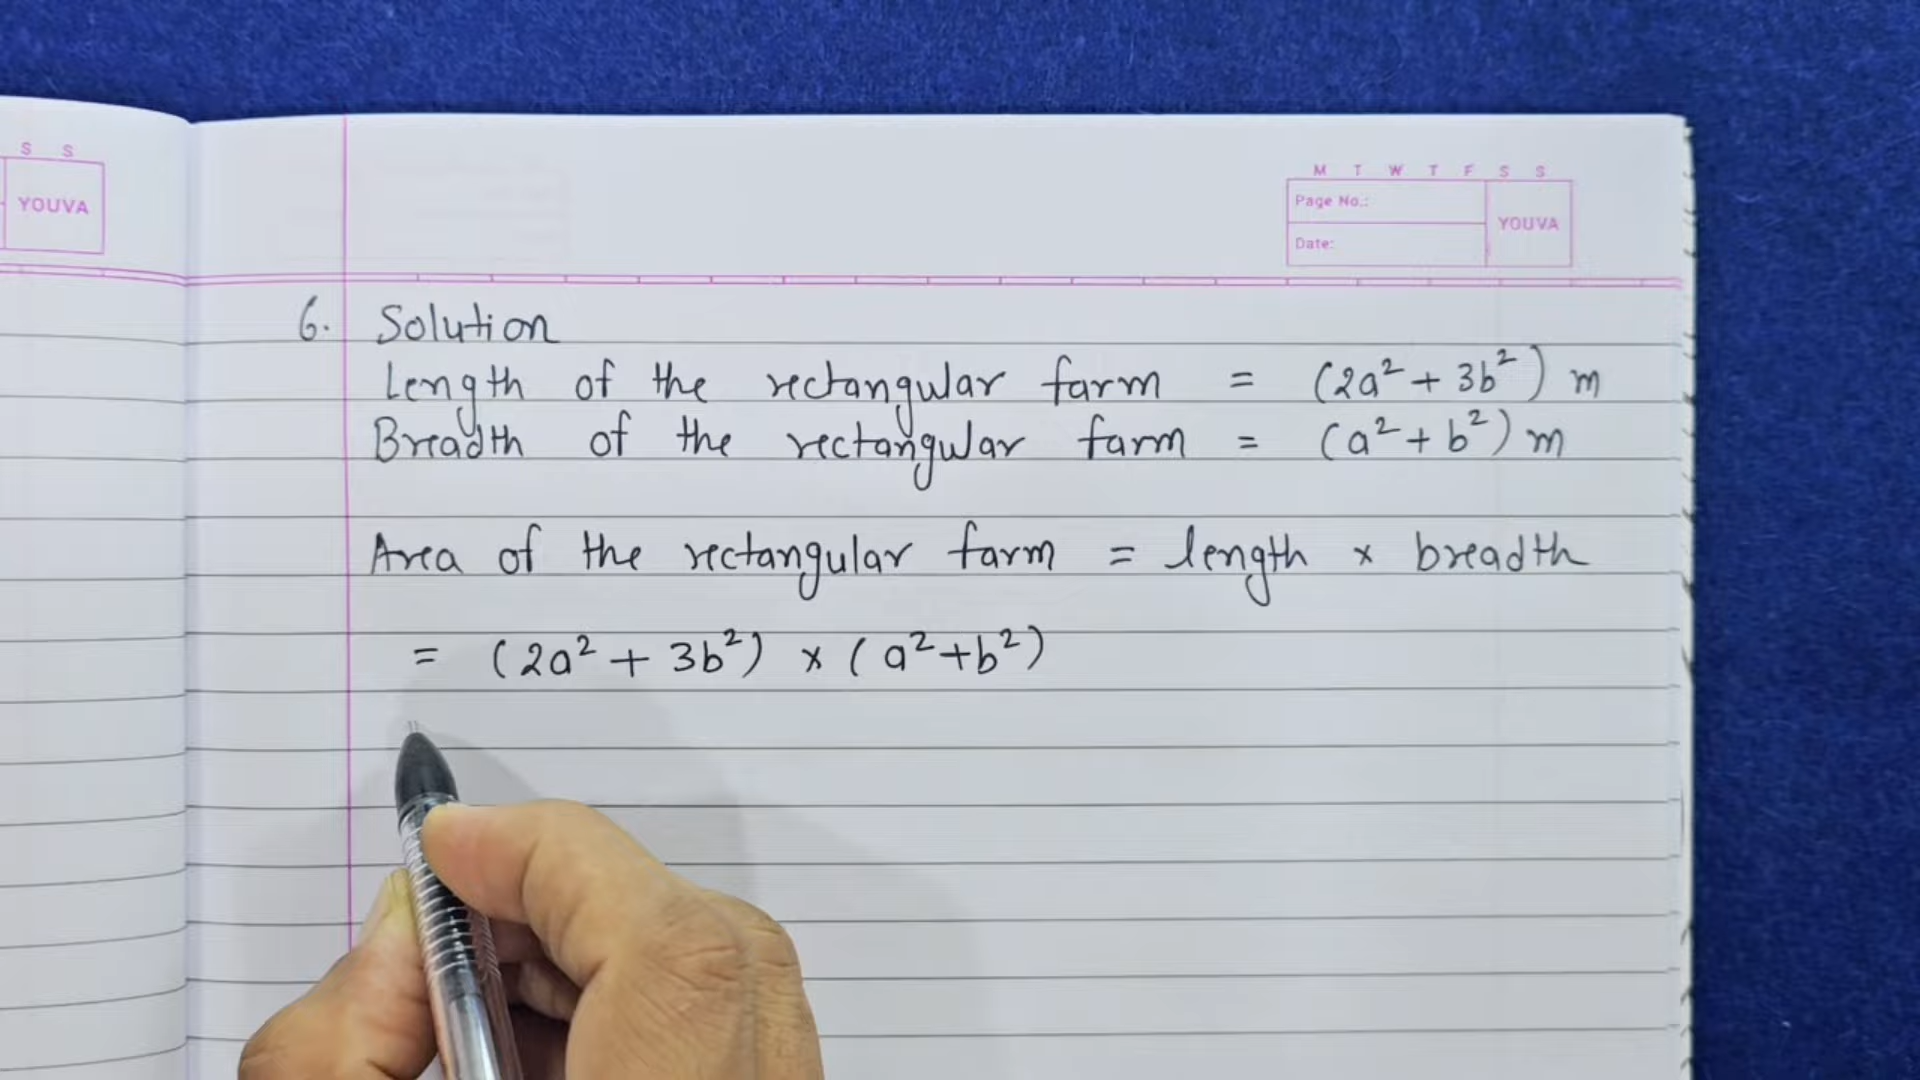 S S
YOUVA
M T W T F S S
Page No.:
YOUVA
Date:
6. Solution
Length of the rectangular farm = (2a² + 3b²) m
Breadth of the rectangular farm = (a² + b²) m
Area of the rectangular farm = length × breadth
= (2a² + 3b²) × (a² + b²)